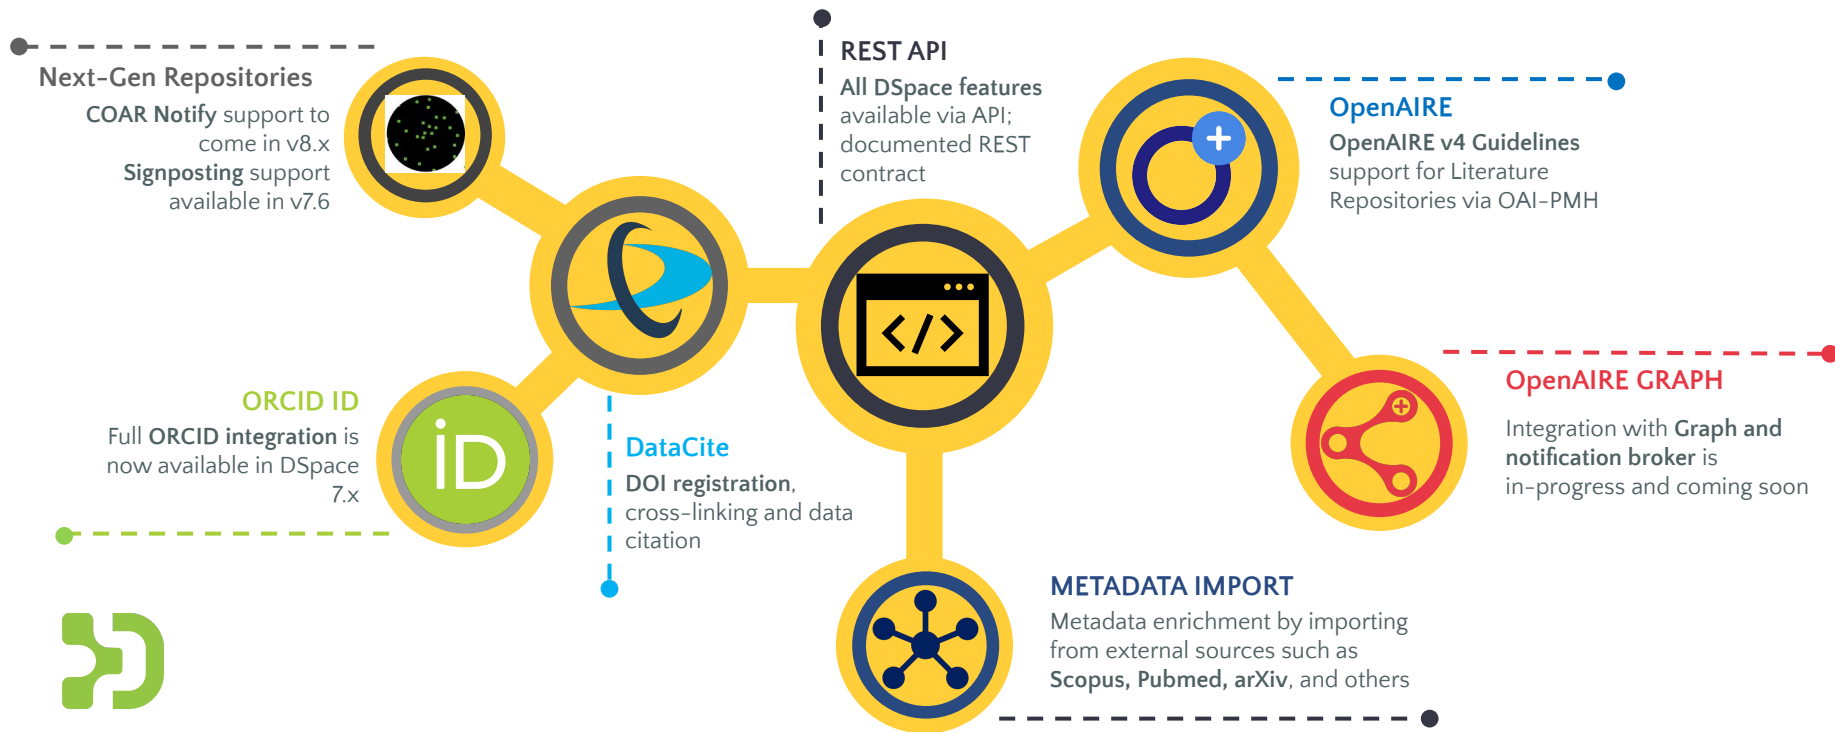 Next-Gen Repositories
COAR Notify support to
come in v8.x
Signposting support
available in v7.6
REST API
All DSpace features
available via API;
documented REST
contract
OpenAIRE
OpenAIRE v4 Guidelines
support for Literature
Repositories via OAI-PMH
ORCID ID
Full ORCID integration is
now available in DSpace
7.x
iD
DataCite
DOI registration,
cross-linking and data
citation
OpenAIRE GRAPH
Integration with Graph and
notification broker is
in-progress and coming soon
METADATA IMPORT
Metadata enrichment by importing
from external sources such as
Scopus, Pubmed, arXiv, and others